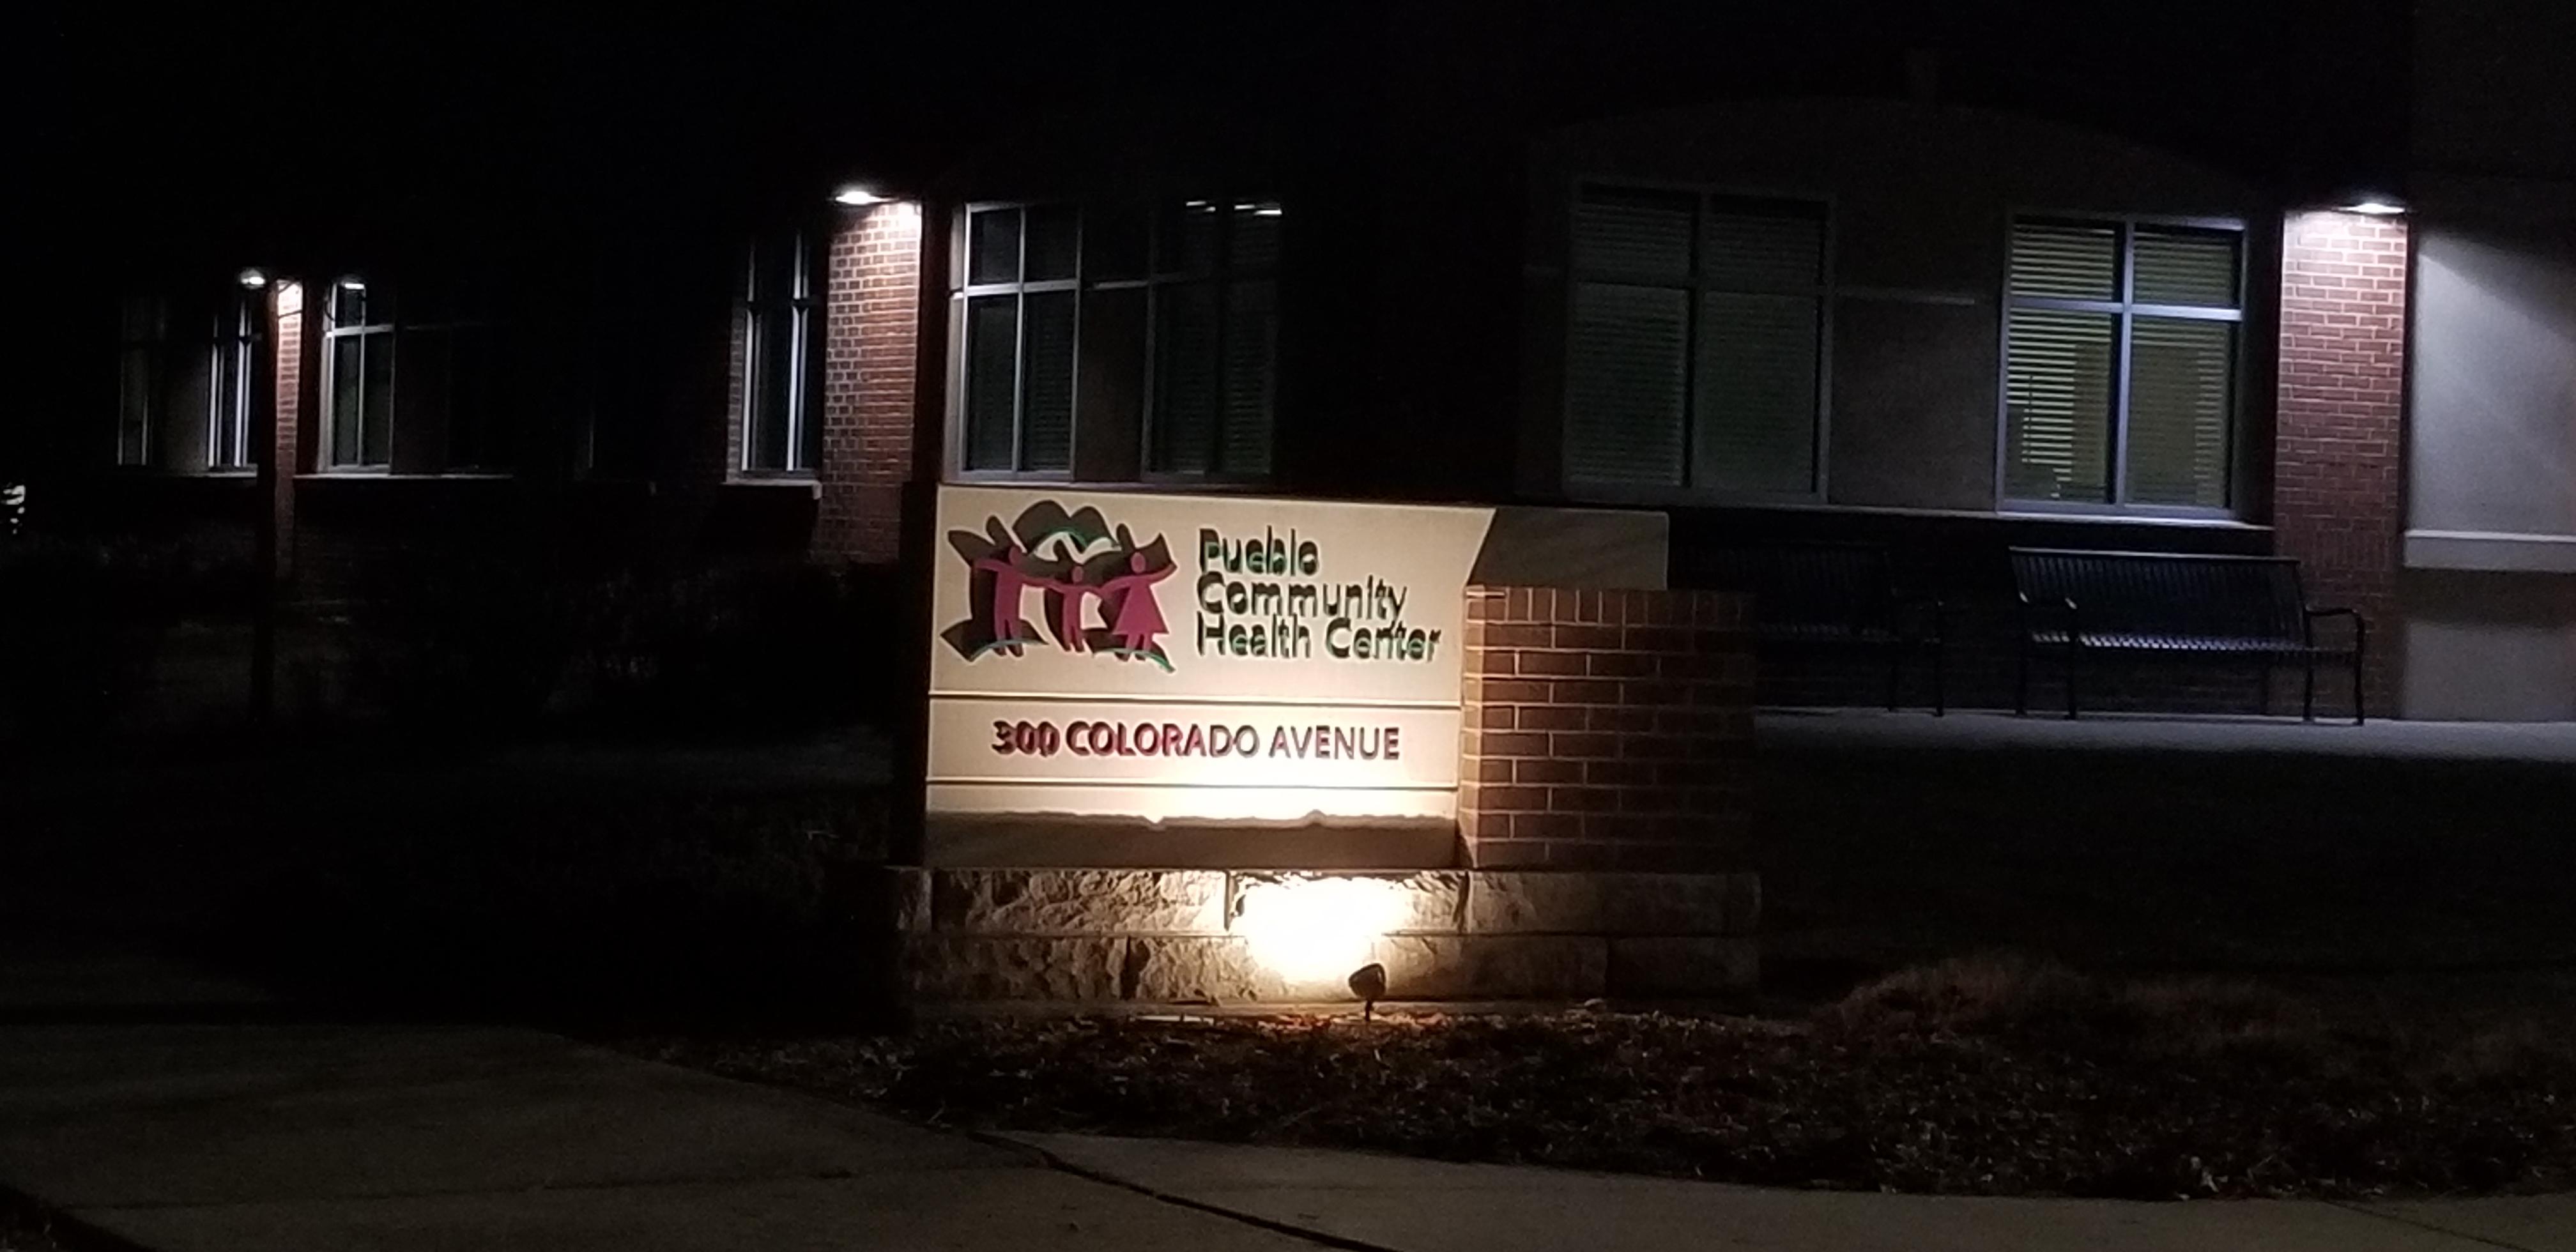 Pueblo
Community
Health Center
300 COLORADO AVENUE